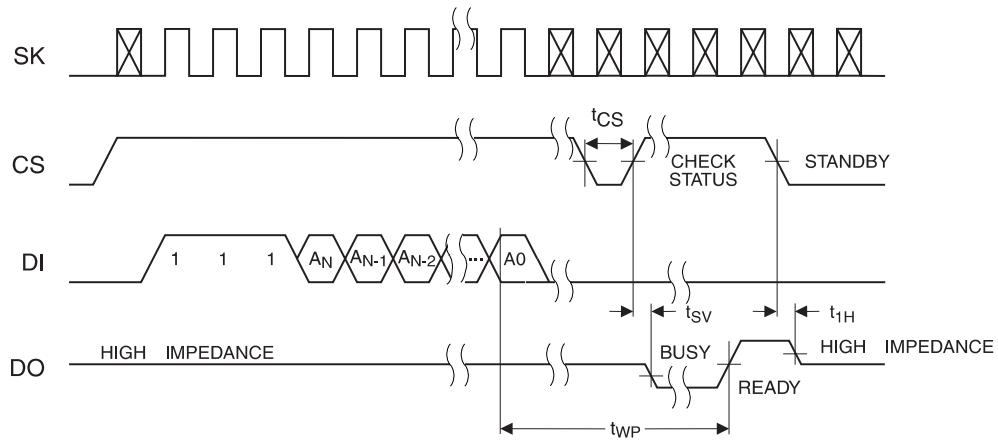 SK
tCS
CS
CHECK
STATUS
STANDBY
DI
1 1 1 AN AN-1 AN-2 ... A0
tSV
t1H
HIGH IMPEDANCE
BUSY
HIGH IMPEDANCE
DO
READY
tWP